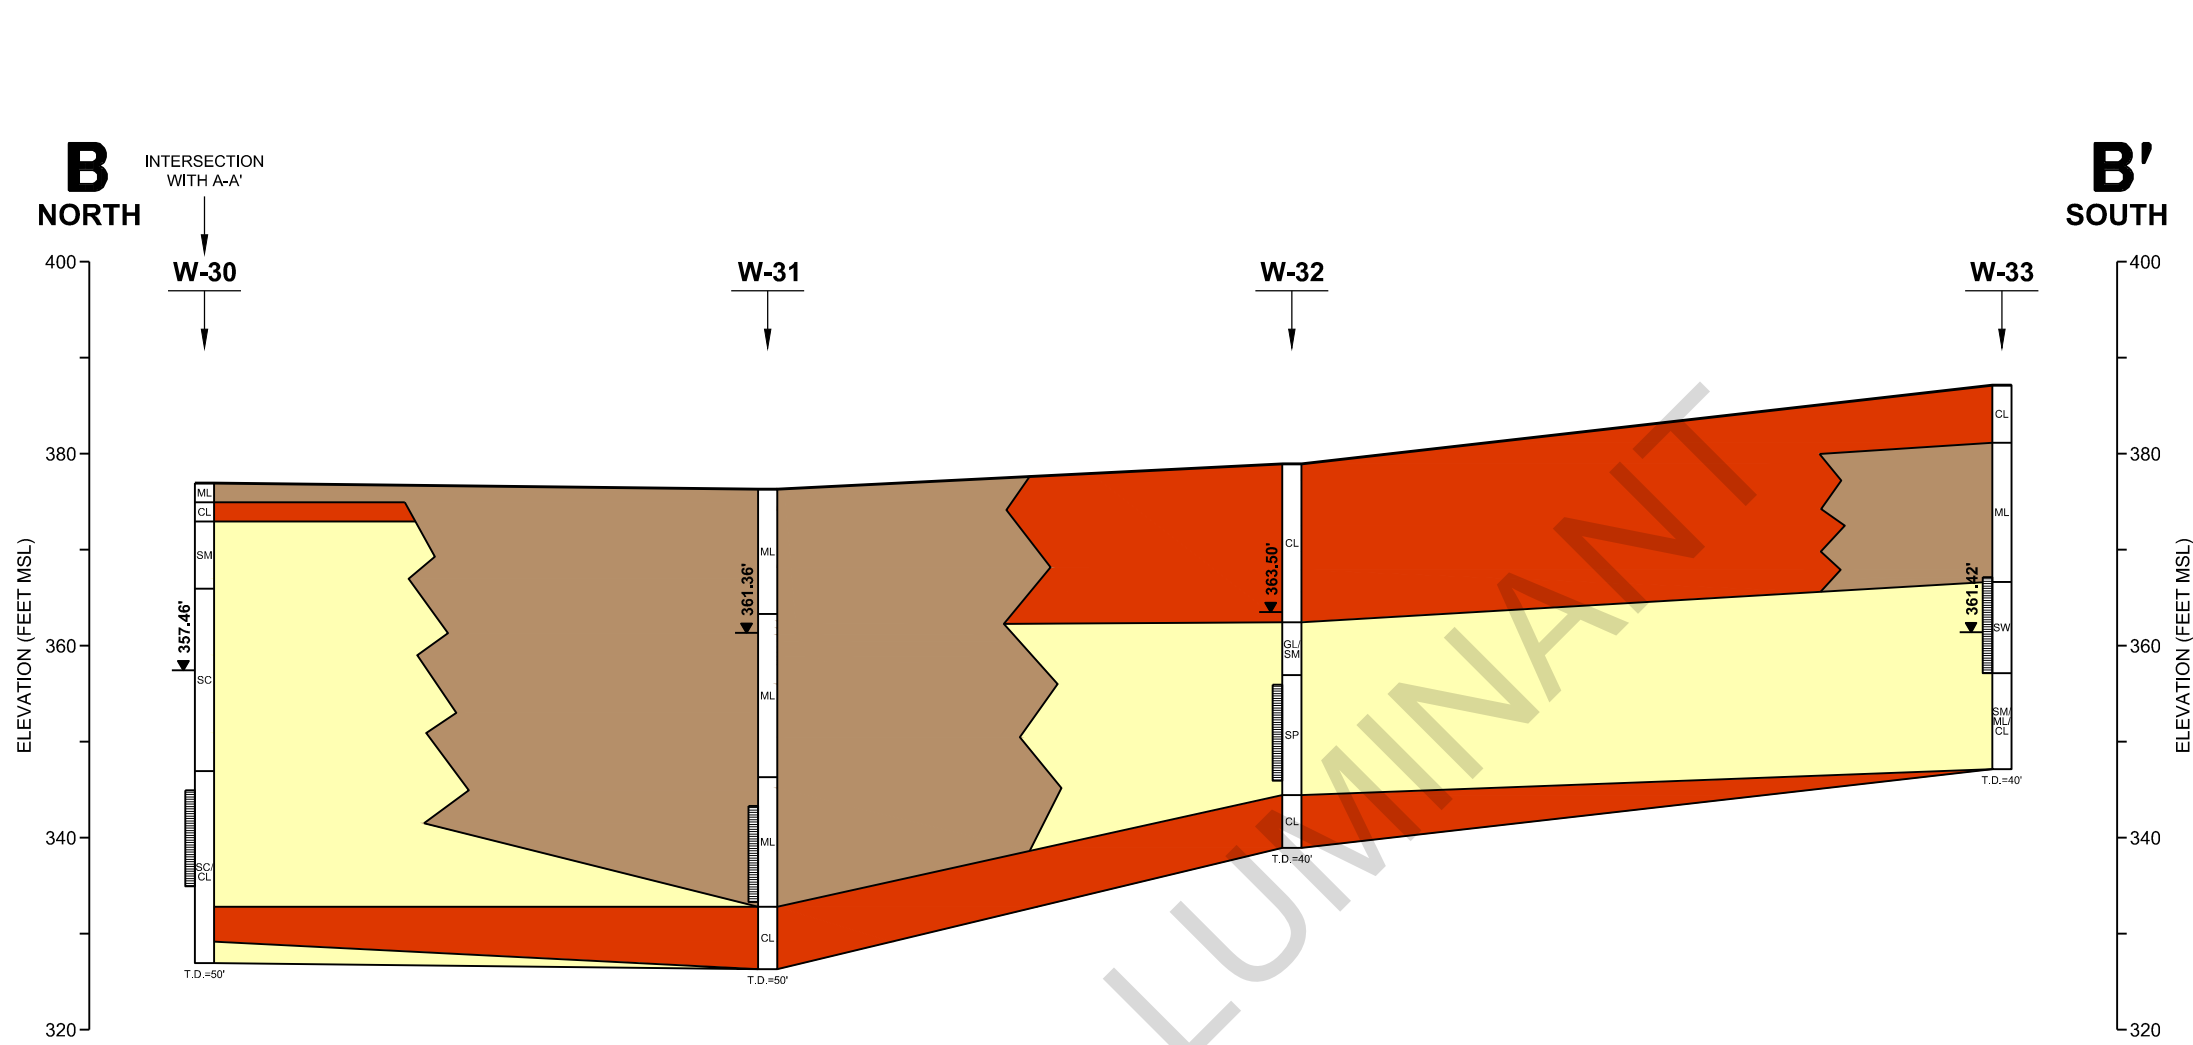 B
NORTH
INTERSECTION
WITH A-A'
B'
SOUTH
W-30
W-31
W-32
W-33
400
380
360
340
320
ELEVATION (FEET MSL)
ML
CL
SM
SC
SC/
CL
357.46'
T.D.=50'
ML
ML
ML
CL
361.36'
T.D.=50'
CL
GL/
SM
SP
CL
363.50'
T.D.=40'
CL
ML
SW
SM/
ML/
CL
361.42'
T.D.=40'
400
380
360
340
320
ELEVATION (FEET MSL)
LUMINANT